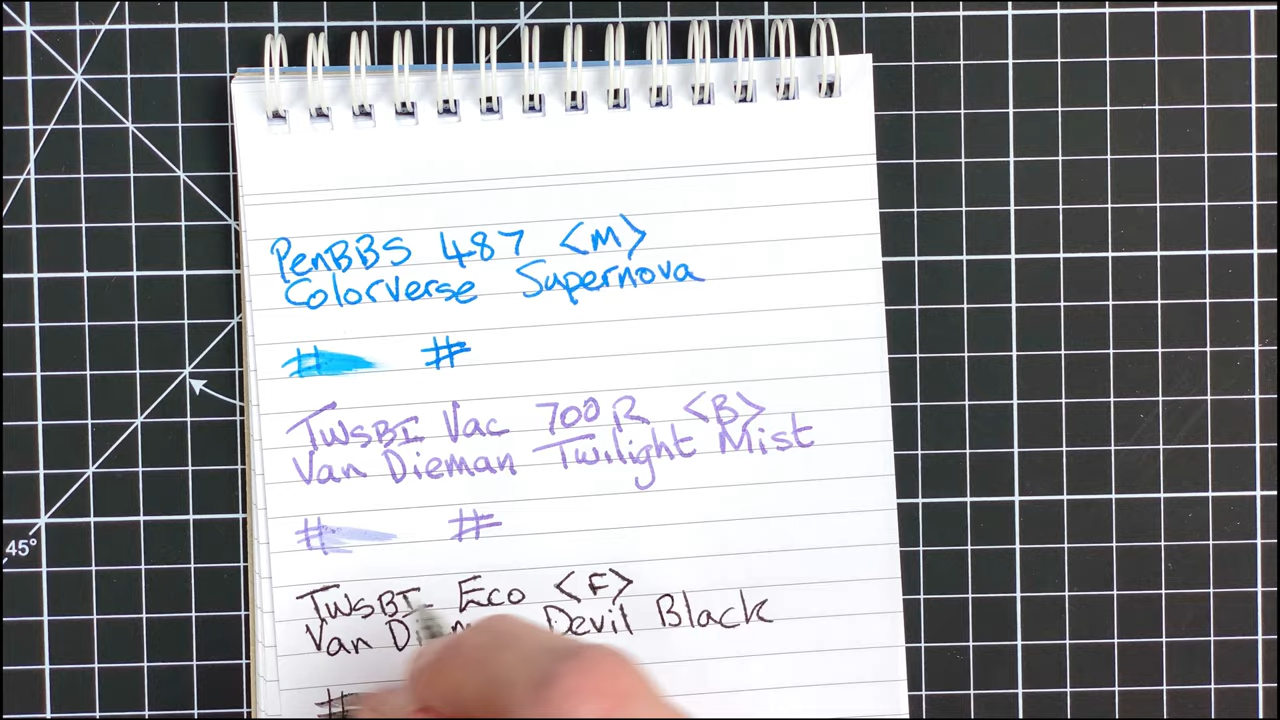 PenBBS 487 <M>
Colorverse Supernova
# #
TWSBI Vac 700R <B>
Van Dieman Twilight Mist
# #
TWSBI Eco <F>
Van Devil Black
#
45°